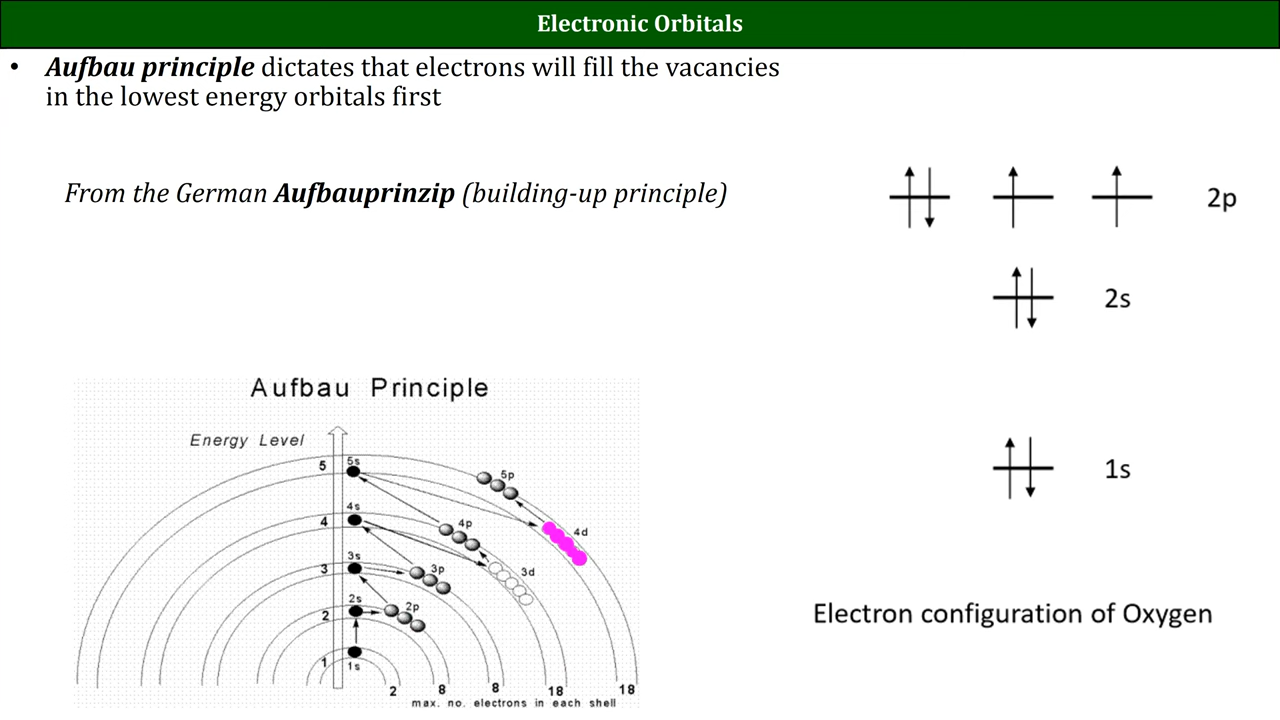 Electronic Orbitals
• Aufbau principle dictates that electrons will fill the vacancies
in the lowest energy orbitals first
From the German Aufbauprinzip (building-up principle)
2p
2s
1s
Electron configuration of Oxygen
Aufbau Principle
Energy Level
5 5s 5p
4s
4 4p 4d
3s
3 3p 3d
2s
2 2p
1 1s
2 8 8 18 18
max. no. electrons in each shell